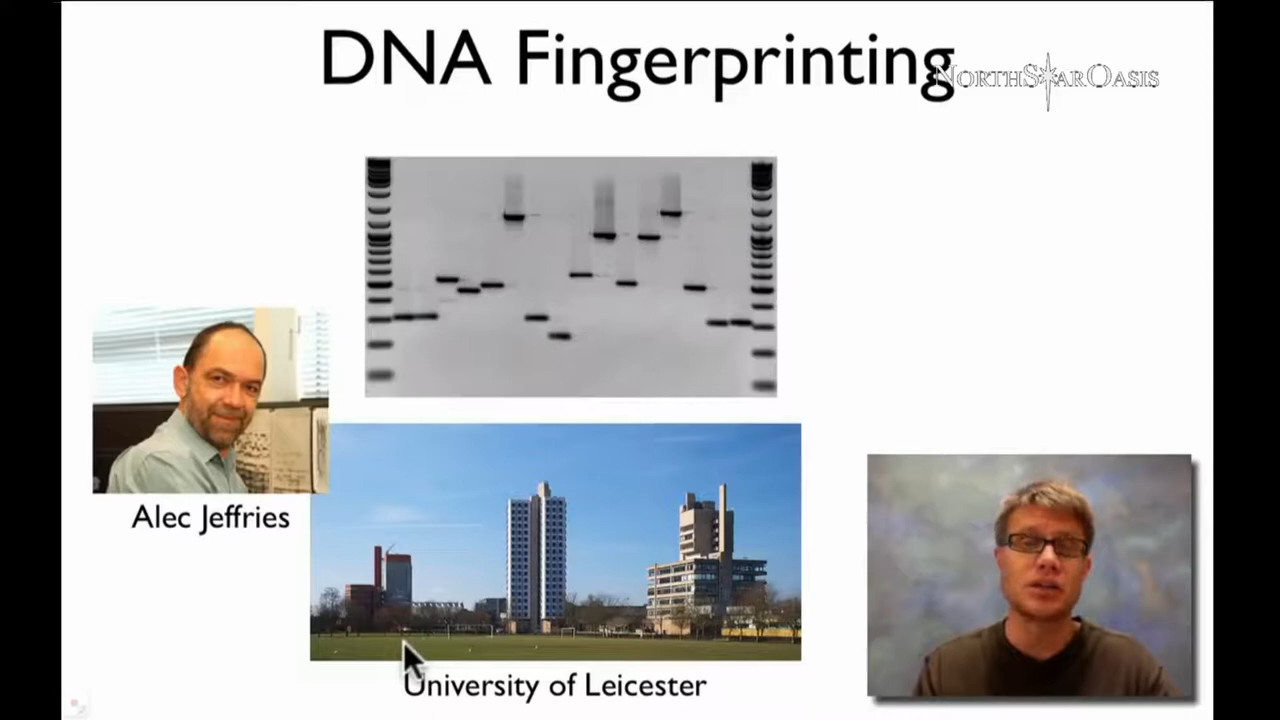 DNA Fingerprinting
NORTHSTAROASIS
Alec Jeffries
University of Leicester